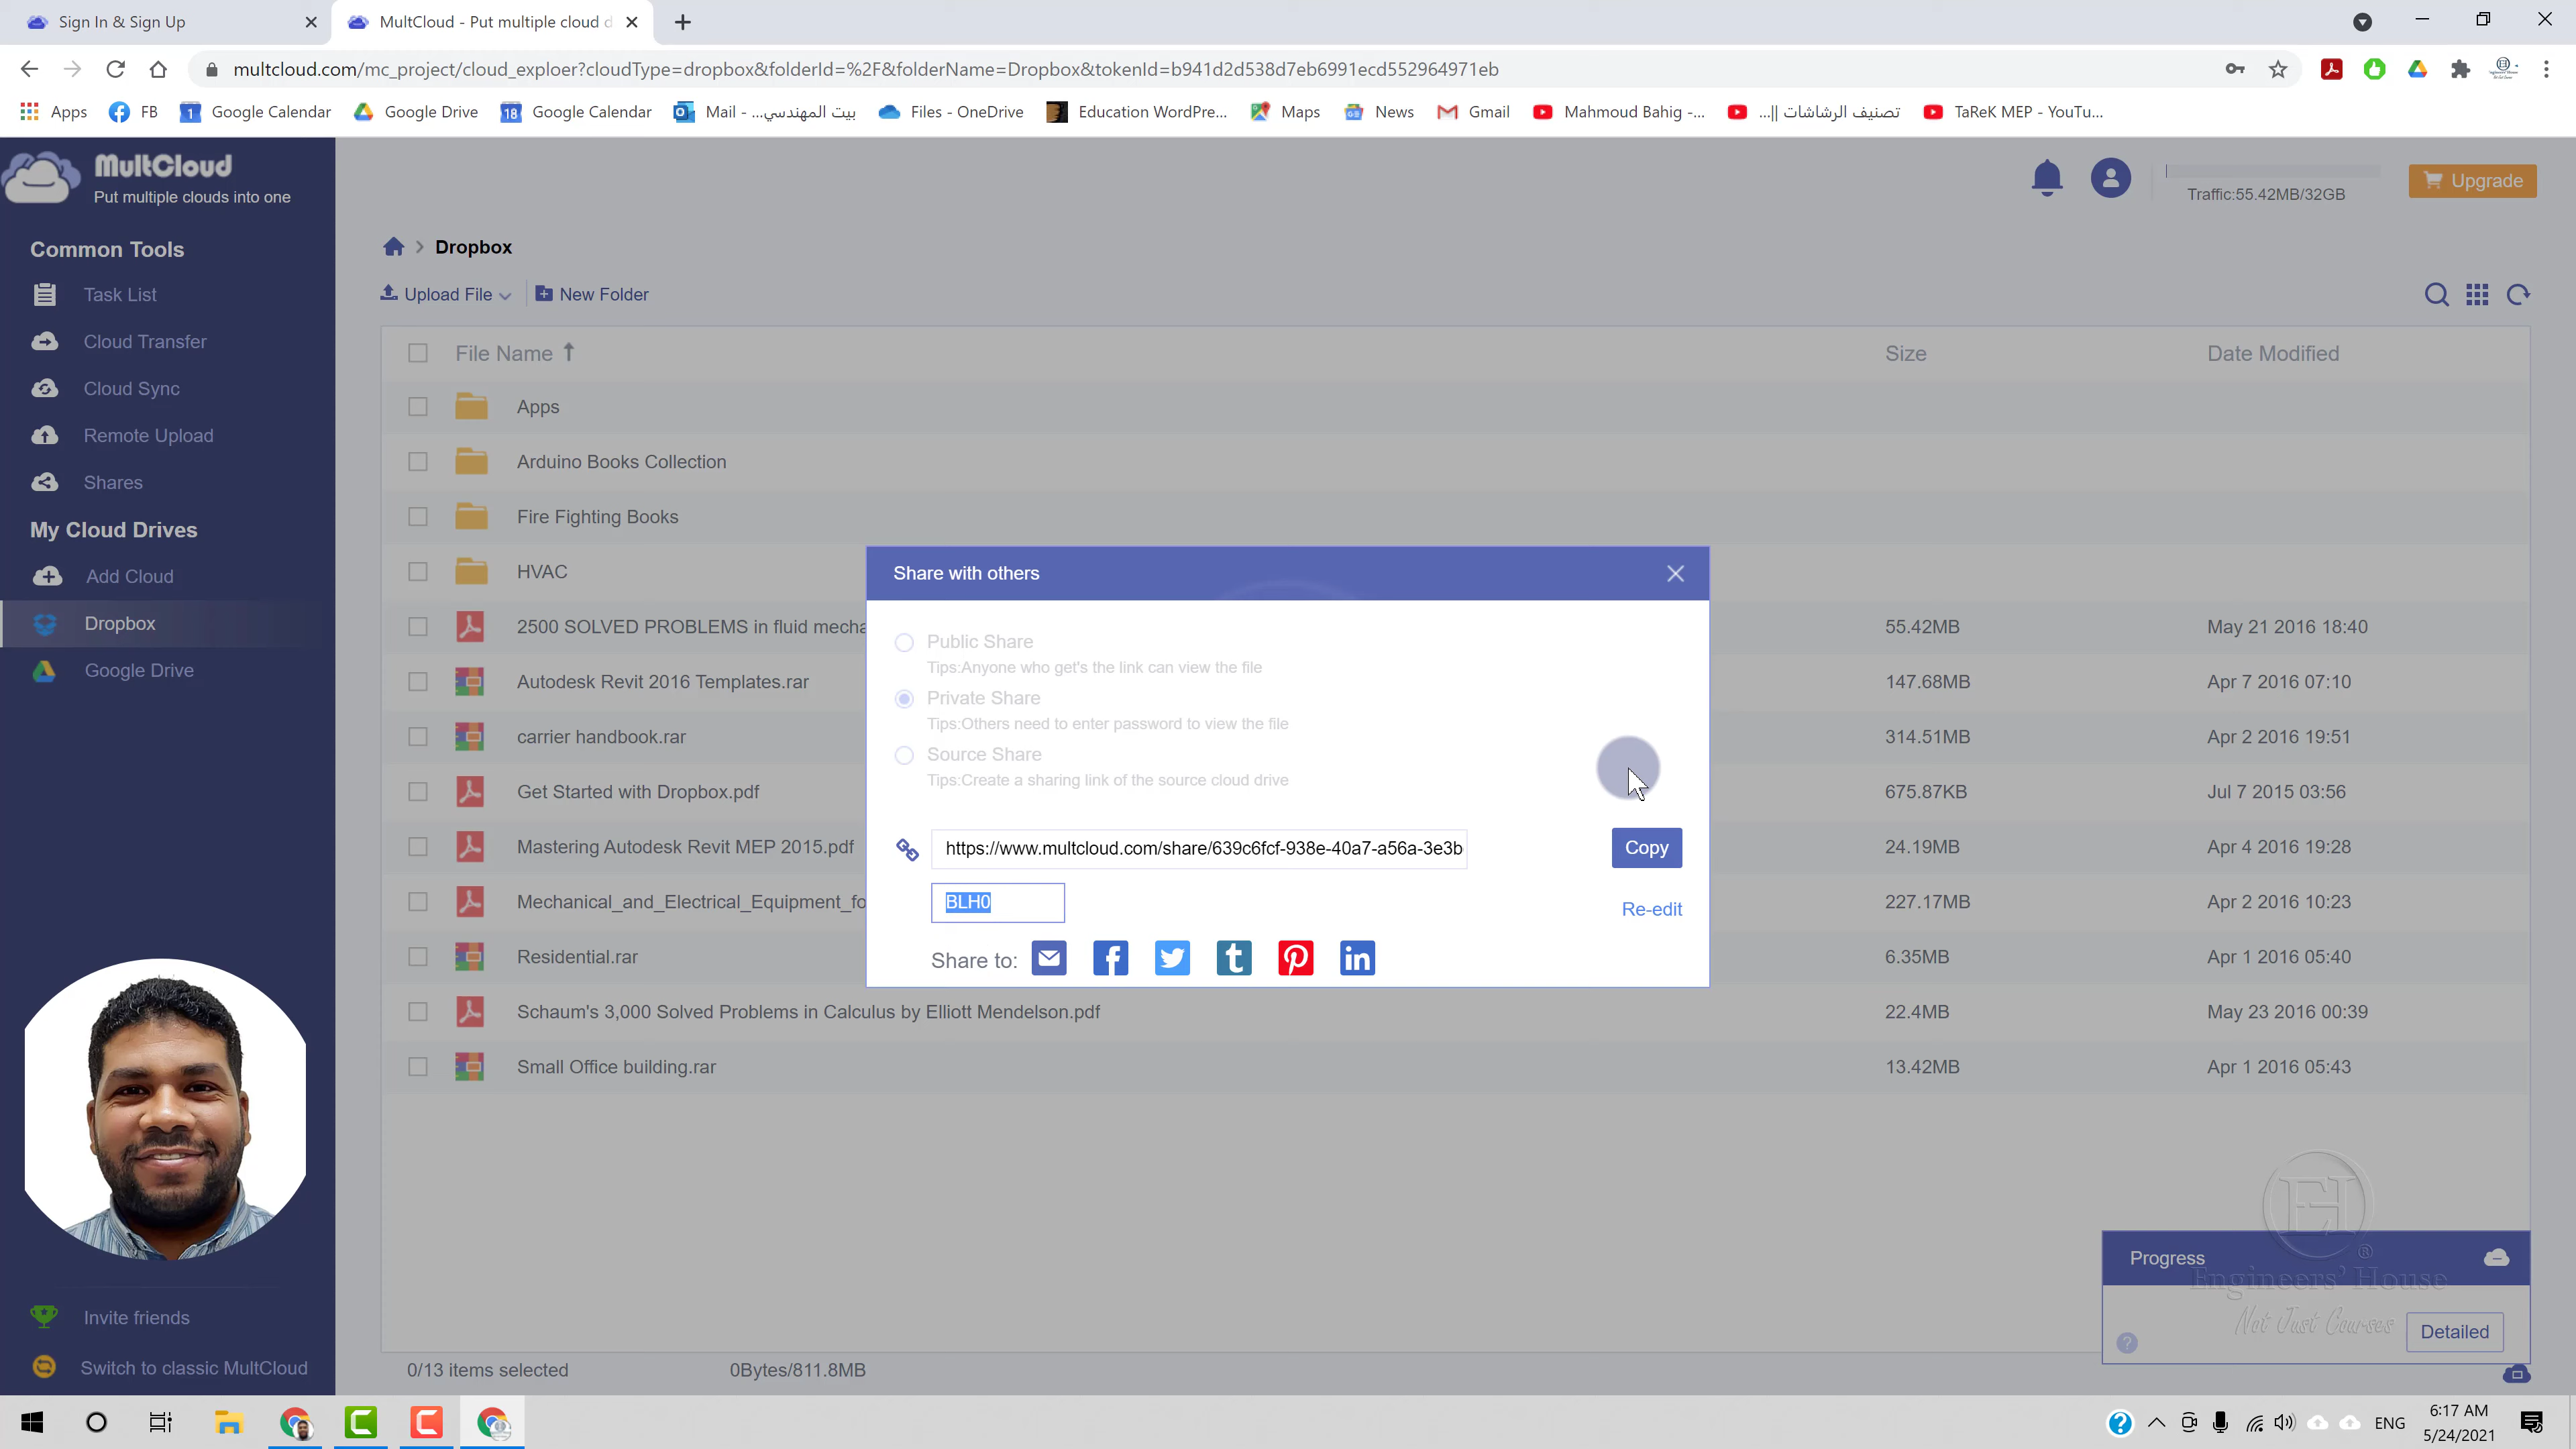 Sign In & Sign Up
MultCloud - Put multiple cloud d
multcloud.com/mc_project/cloud_exploer?cloudType=dropbox&folderId=%2F&folderName=Dropbox&tokenId=b941d2d538d7eb6991ecd552964971eb
Apps FB Google Calendar Google Drive Google Calendar Mail - ...بيت المهندسي Files - OneDrive Education WordPre... Maps News Gmail Mahmoud Bahig -... تصنيف الرشاشات ||... TaReK MEP - YouTu...
MultCloud
Put multiple clouds into one
Traffic:55.42MB/32GB
Upgrade
Common Tools
Task List
Cloud Transfer
Cloud Sync
Remote Upload
Shares
My Cloud Drives
Add Cloud
Dropbox
Google Drive
Invite friends
Switch to classic MultCloud
> Dropbox
Upload File New Folder
File Name Size Date Modified
Apps
Arduino Books Collection
Fire Fighting Books
HVAC
2500 SOLVED PROBLEMS in fluid mecha 55.42MB May 21 2016 18:40
Autodesk Revit 2016 Templates.rar 147.68MB Apr 7 2016 07:10
carrier handbook.rar 314.51MB Apr 2 2016 19:51
Get Started with Dropbox.pdf 675.87KB Jul 7 2015 03:56
Mastering Autodesk Revit MEP 2015.pdf 24.19MB Apr 4 2016 19:28
Mechanical_and_Electrical_Equipment_fo 227.17MB Apr 2 2016 10:23
Residential.rar 6.35MB Apr 1 2016 05:40
Schaum's 3,000 Solved Problems in Calculus by Elliott Mendelson.pdf 22.4MB May 23 2016 00:39
Small Office building.rar 13.42MB Apr 1 2016 05:43
0/13 items selected 0Bytes/811.8MB
Share with others
Public Share
Tips:Anyone who get's the link can view the file
Private Share
Tips:Others need to enter password to view the file
Source Share
Tips:Create a sharing link of the source cloud drive
https://www.multcloud.com/share/639c6fcf-938e-40a7-a56a-3e3b
Copy
BLH0
Re-edit
Share to:
Progress
Engineers' House
Not Just Courses
Detailed
ENG
6:17 AM
5/24/2021